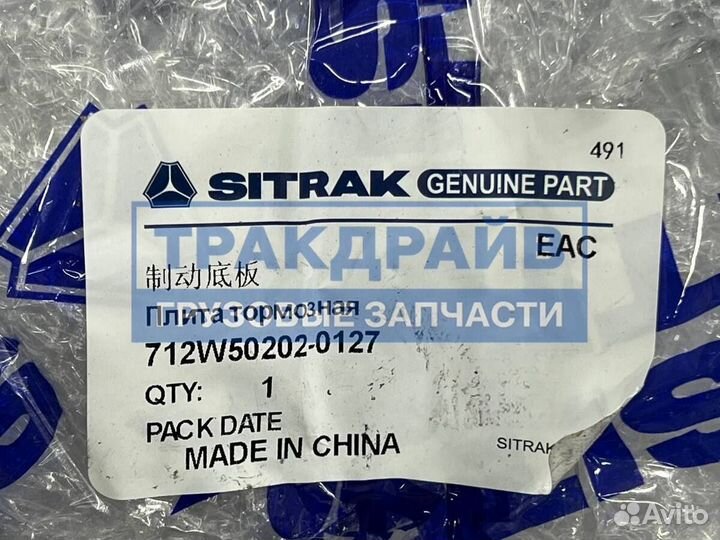 491
SITRAK GENUINE PART
ТРАКДРАЙВ
EAC
制动底板
ГРУЗОВЫЕ ЗАПЧАСТИ
Плита тормозная
712W50202-0127
QTY: 1
PACK DATE
MADE IN CHINA
SITRAK
Avito